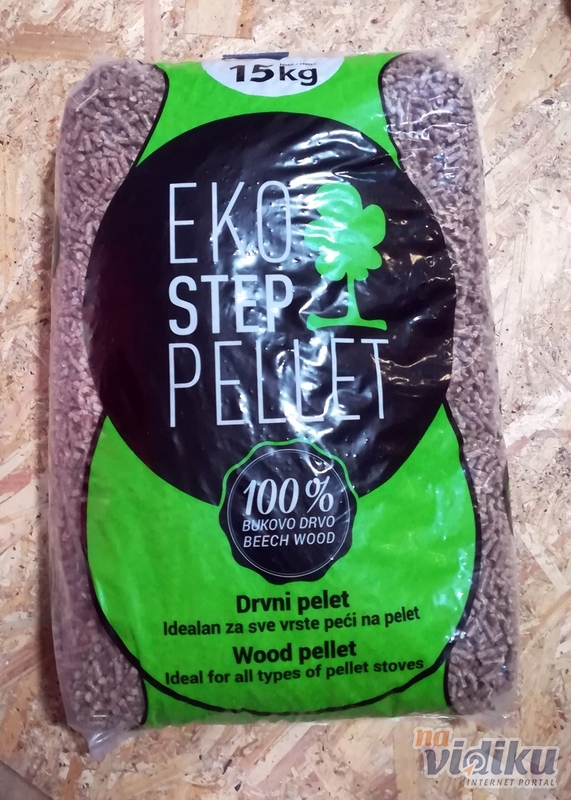 15kg
EKO
STEP
PELLET
100%
BUKOVO DRVO
BEECH WOOD
Drvni pelet
Idealan za sve vrste peći na pelet
Wood pellet
Ideal for all types of pellet stoves
na
vidiku
INTERNET PORTAL